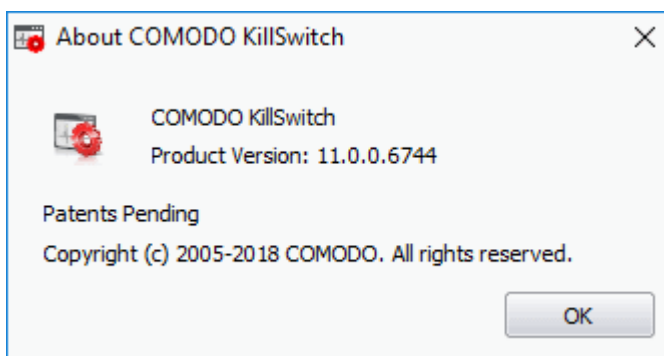 About COMODO KillSwitch
COMODO KillSwitch
Product Version: 11.0.0.6744
Patents Pending
Copyright (c) 2005-2018 COMODO. All rights reserved.
OK